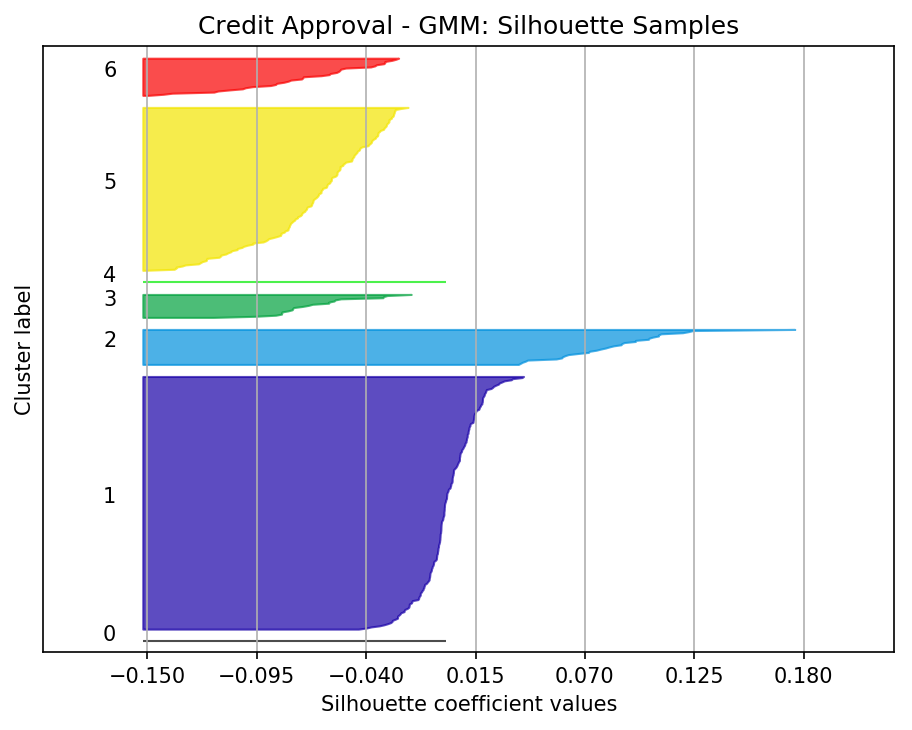 Credit Approval - GMM: Silhouette Samples
6
5
4
3
2
1
0
Cluster label
−0.150 −0.095 −0.040 0.015 0.070 0.125 0.180
Silhouette coefficient values